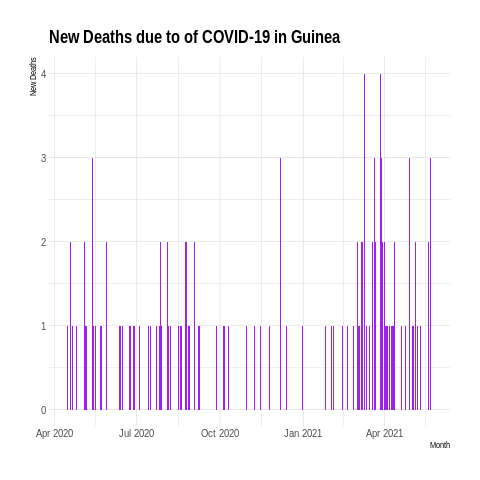 New Deaths due to of COVID-19 in Guinea
New Deaths
4
3
2
1
0
Apr 2020 Jul 2020 Oct 2020 Jan 2021 Apr 2021
Month